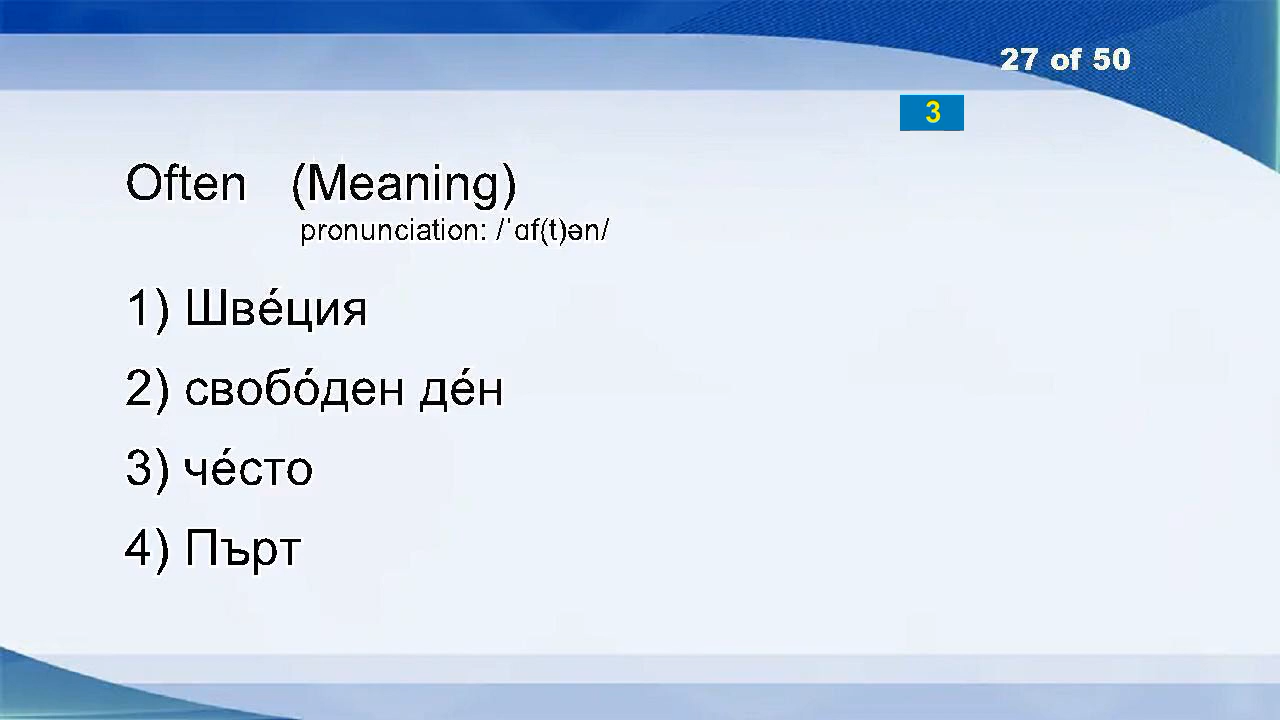 27 of 50
3
Often (Meaning)
pronunciation: /ˈɑf(t)ən/
1) Шве́ция
2) свобо́ден де́н
3) че́сто
4) Пърт